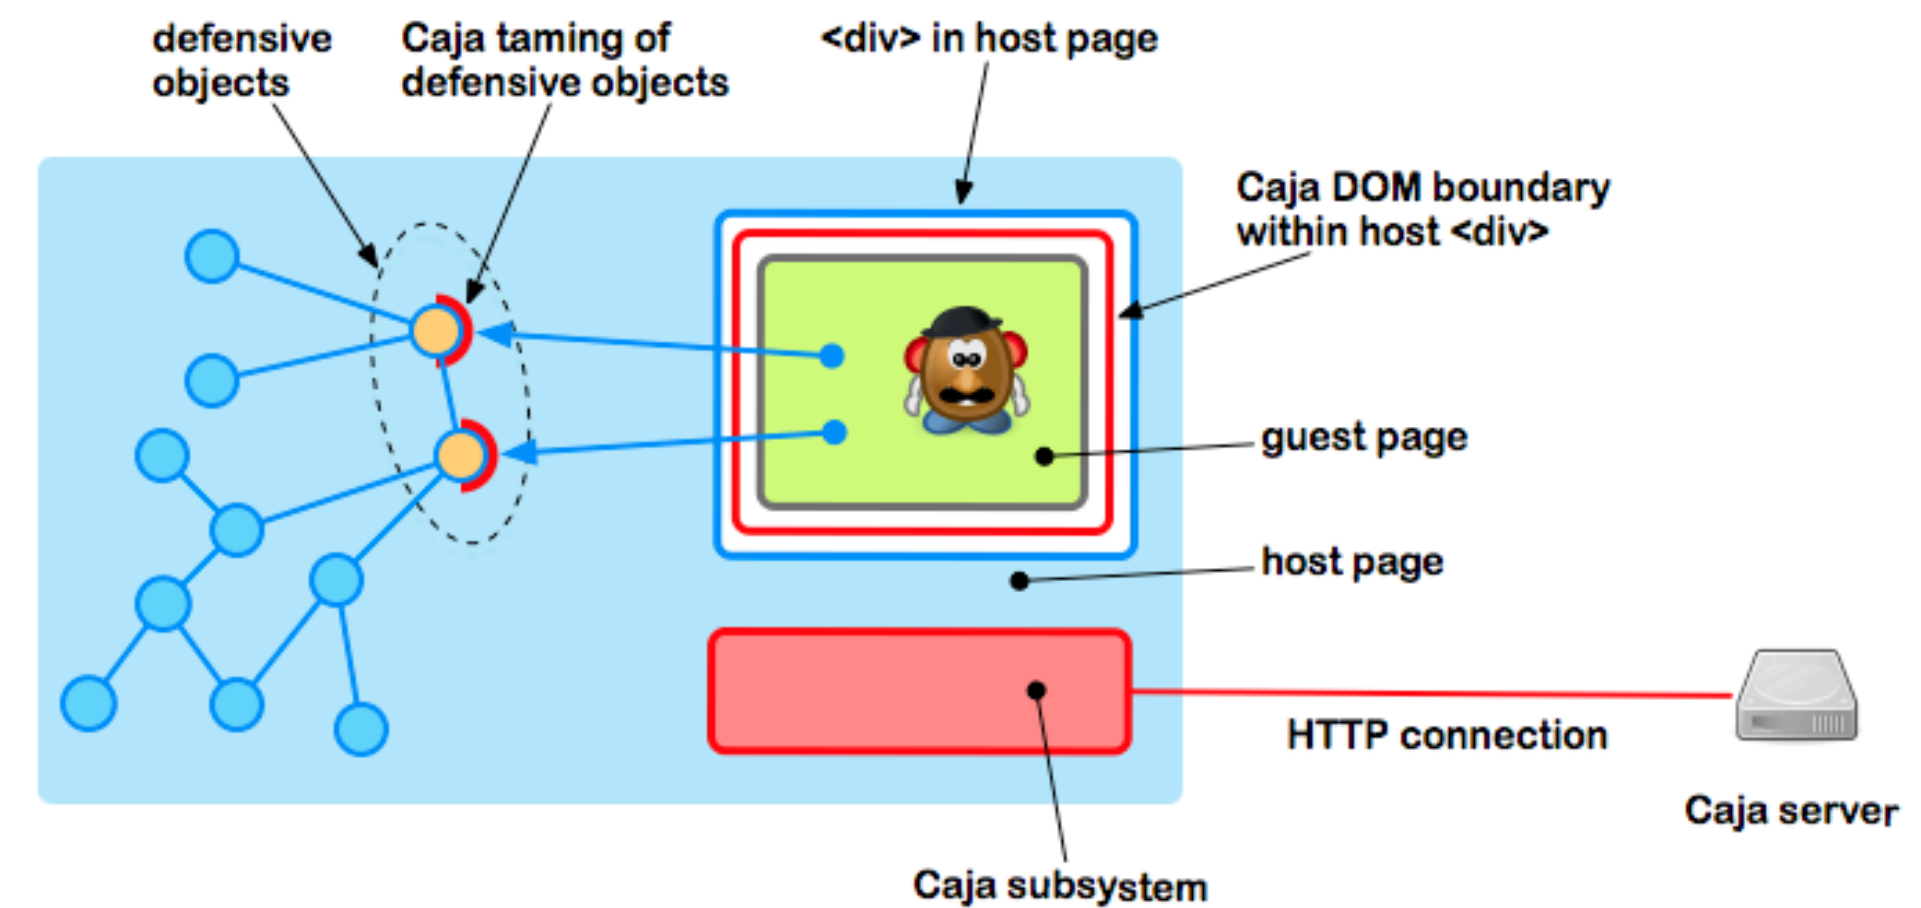 defensive
objects
Caja taming of
defensive objects
<div> in host page
Caja DOM boundary
within host <div>
guest page
host page
HTTP connection
Caja server
Caja subsystem